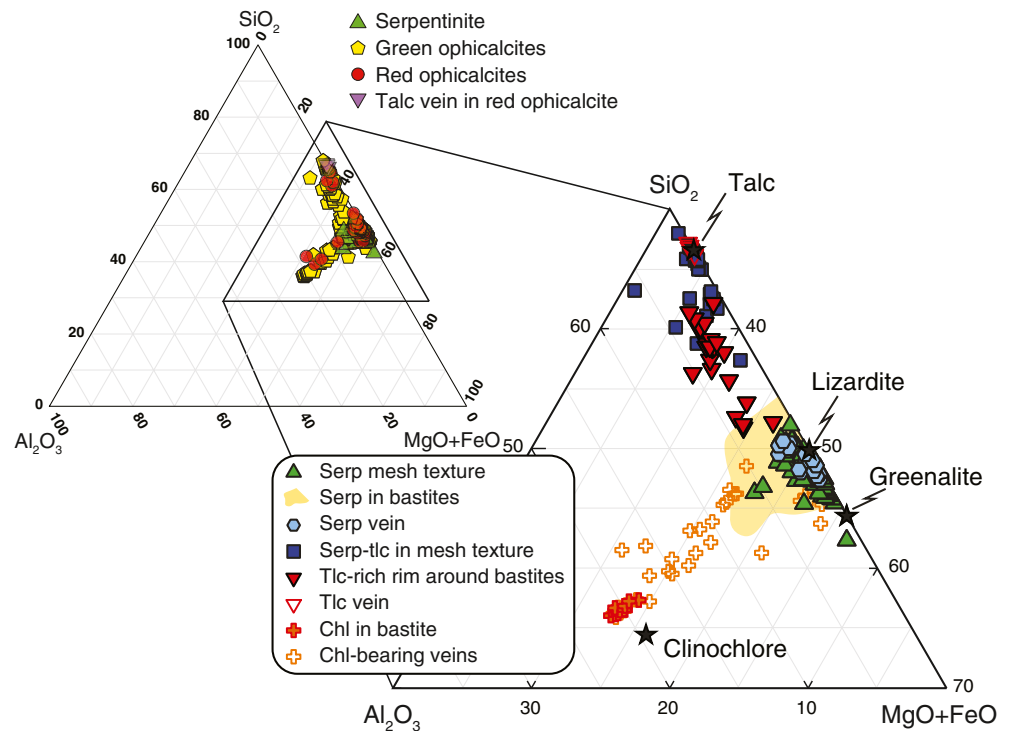 SiO2
100
0
Serpentinite
Green ophicalcites
Red ophicalcites
Talc vein in red ophicalcite
80
20
60
40
40
60
20
80
0
100
100
80
60
40
20
0
Al2O3
MgO+FeO
SiO2
Talc
60
40
Lizardite
50
50
Greenalite
60
Clinochlore
Serp mesh texture
Serp in bastites
Serp vein
Serp-tlc in mesh texture
Tlc-rich rim around bastites
Tlc vein
Chl in bastite
Chl-bearing veins
70
30
20
10
Al2O3
MgO+FeO